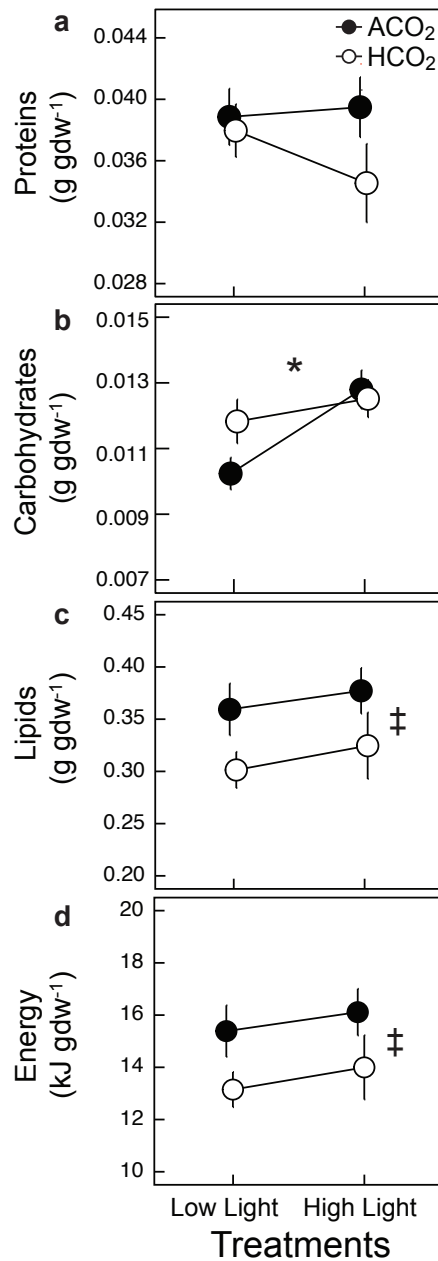 a
ACO₂
HCO₂
Proteins
(g gdw⁻¹)
0.044
0.040
0.036
0.032
0.028
b
*
Carbohydrates
(g gdw⁻¹)
0.015
0.013
0.011
0.009
0.007
c
‡
Lipids
(g gdw⁻¹)
0.45
0.40
0.35
0.30
0.25
0.20
d
‡
Energy
(kJ gdw⁻¹)
20
18
16
14
12
10
Low Light High Light
Treatments